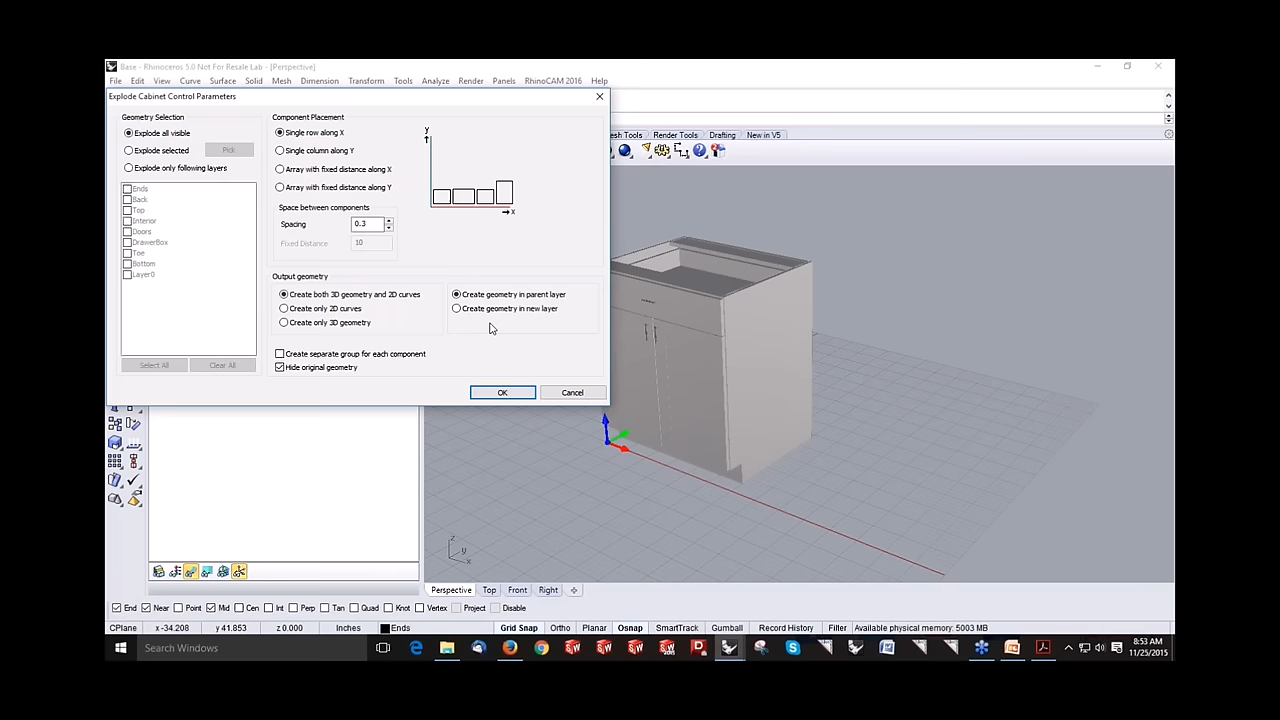 Base - Rhinoceros 5.0 Not For Resale Lab - [Perspective]
File Edit View Curve Surface Solid Mesh Dimension Transform Tools Analyze Render Panels RhinoCAM 2016 Help
Explode Cabinet Control Parameters
Geometry Selection
Explode all visible
Explode selected Pick
Explode only following layers
Ends
Back
Top
Interior
Doors
DrawerBox
Toe
Bottom
Layer0
Select All Clear All
Component Placement
Single row along X
Single column along Y
Array with fixed distance along X
Array with fixed distance along Y
y
x
Space between components
Spacing 0.3
Fixed Distance 10
Output geometry
Create both 3D geometry and 2D curves
Create only 2D curves
Create only 3D geometry
Create geometry in parent layer
Create geometry in new layer
Create separate group for each component
Hide original geometry
OK Cancel
esh Tools Render Tools Drafting New in V5
z
y
x
Perspective Top Front Right
End Near Point Mid Cen Int Perp Tan Quad Knot Vertex Project Disable
CPlane x -34.208 y 41.853 z 0.000 Inches Ends Grid Snap Ortho Planar Osnap SmartTrack Gumball Record History Filter Available physical memory: 5003 MB
Search Windows
8:53 AM
11/25/2015